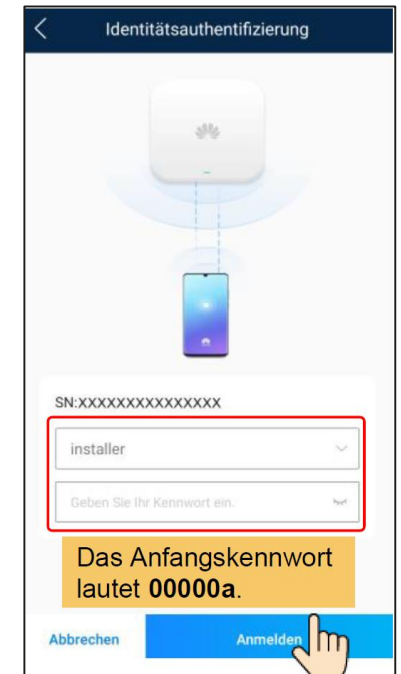 Identitätsauthentifizierung
SN:XXXXXXXXXXXXXXX
installer
Geben Sie Ihr Kennwort ein.
Das Anfangskennwort
lautet 00000a.
Abbrechen
Anmelden